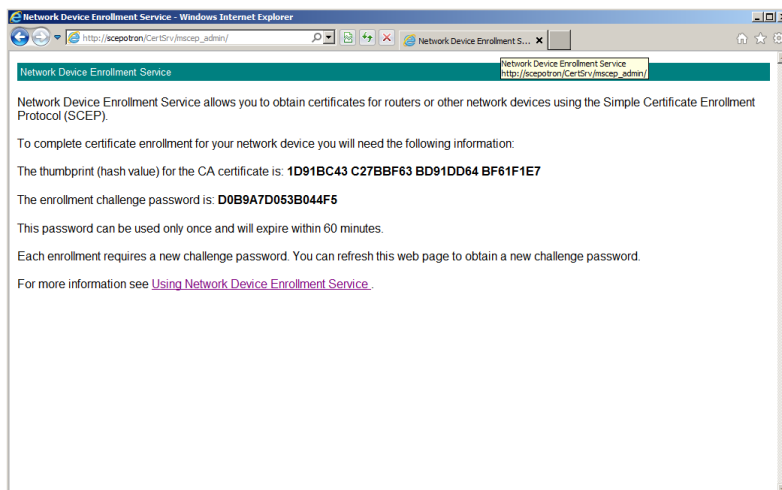 Network Device Enrollment Service - Windows Internet Explorer
http://scepotron/CertSrv/mscep_admin/
Network Device Enrollment S...
Network Device Enrollment Service
http://scepotron/CertSrv/mscep_admin/
Network Device Enrollment Service
Network Device Enrollment Service allows you to obtain certificates for routers or other network devices using the Simple Certificate Enrollment
Protocol (SCEP).
To complete certificate enrollment for your network device you will need the following information:
The thumbprint (hash value) for the CA certificate is: 1D91BC43 C27BBF63 BD91DD64 BF61F1E7
The enrollment challenge password is: D0B9A7D053B044F5
This password can be used only once and will expire within 60 minutes.
Each enrollment requires a new challenge password. You can refresh this web page to obtain a new challenge password.
For more information see Using Network Device Enrollment Service .